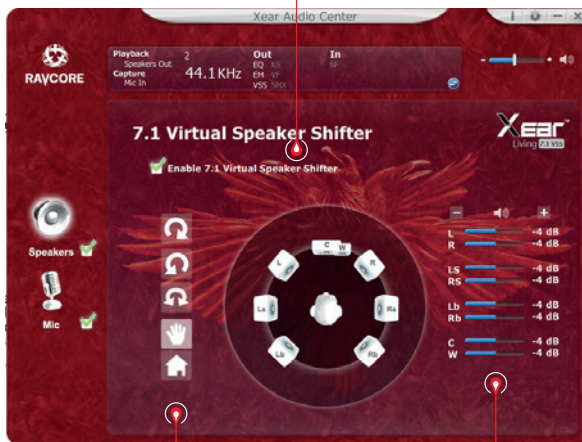 Xear Audio Center
i
RAYCORE
Playback 2
Speakers Out
Capture
Mic In
44.1KHz
Out In
EQ KS SF
EM VF
VSS SMX
- +
7.1 Virtual Speaker Shifter
Enable 7.1 Virtual Speaker Shifter
Xear™
Living 7.1 VSS
Speakers
Mic
C W
L R
Ls Rs
Lb Rb
- +
L -4 dB
R -4 dB
LS -4 dB
RS -4 dB
Lb -4 dB
Rb -4 dB
C -4 dB
W -4 dB